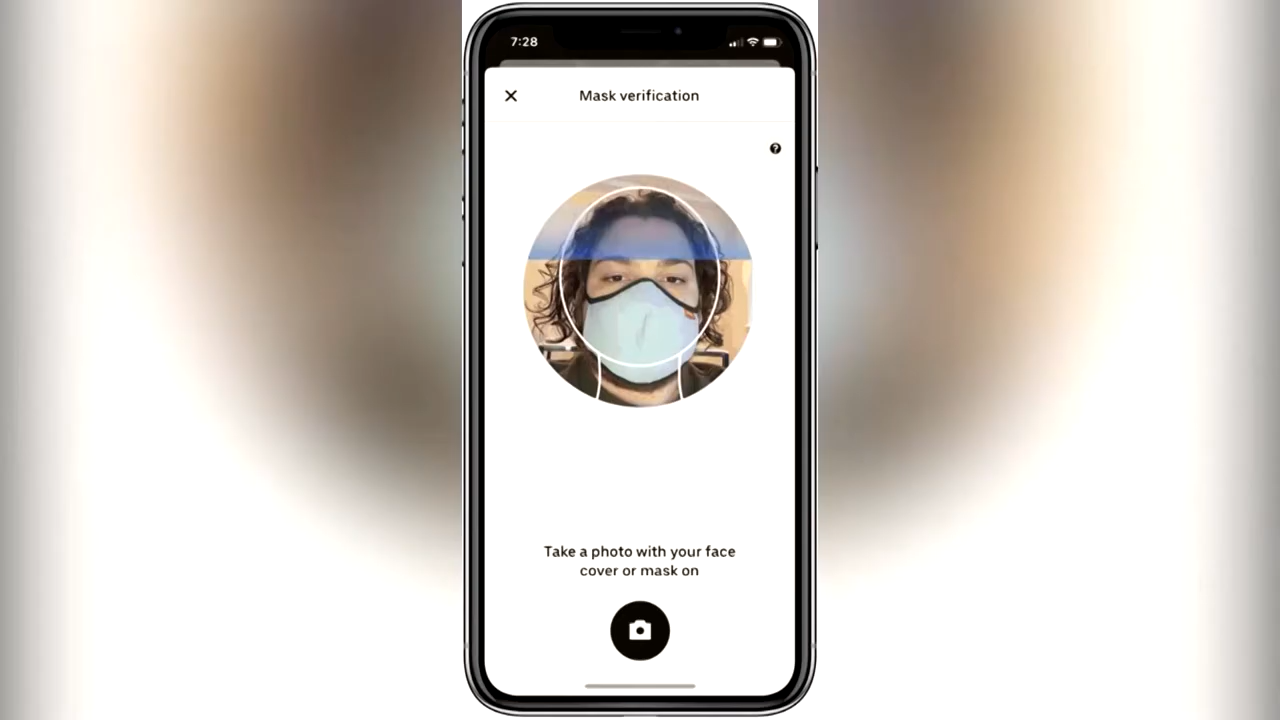 7:28
Mask verification
?
Take a photo with your face
cover or mask on